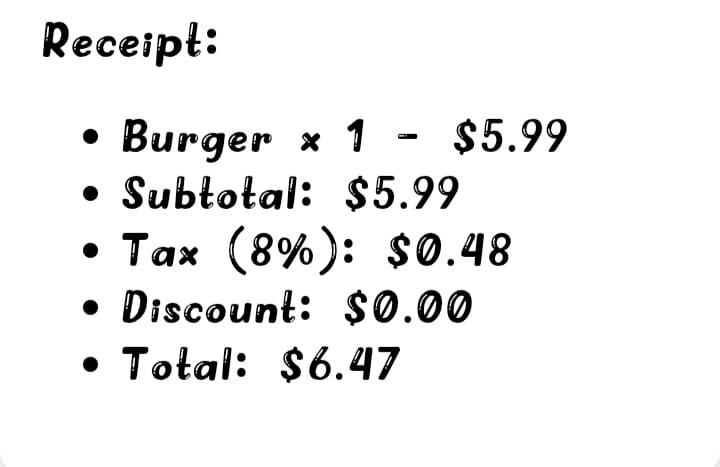 Receipt:
• Burger x 1 - $5.99
• Subtotal: $5.99
• Tax (8%): $0.48
• Discount: $0.00
• Total: $6.47